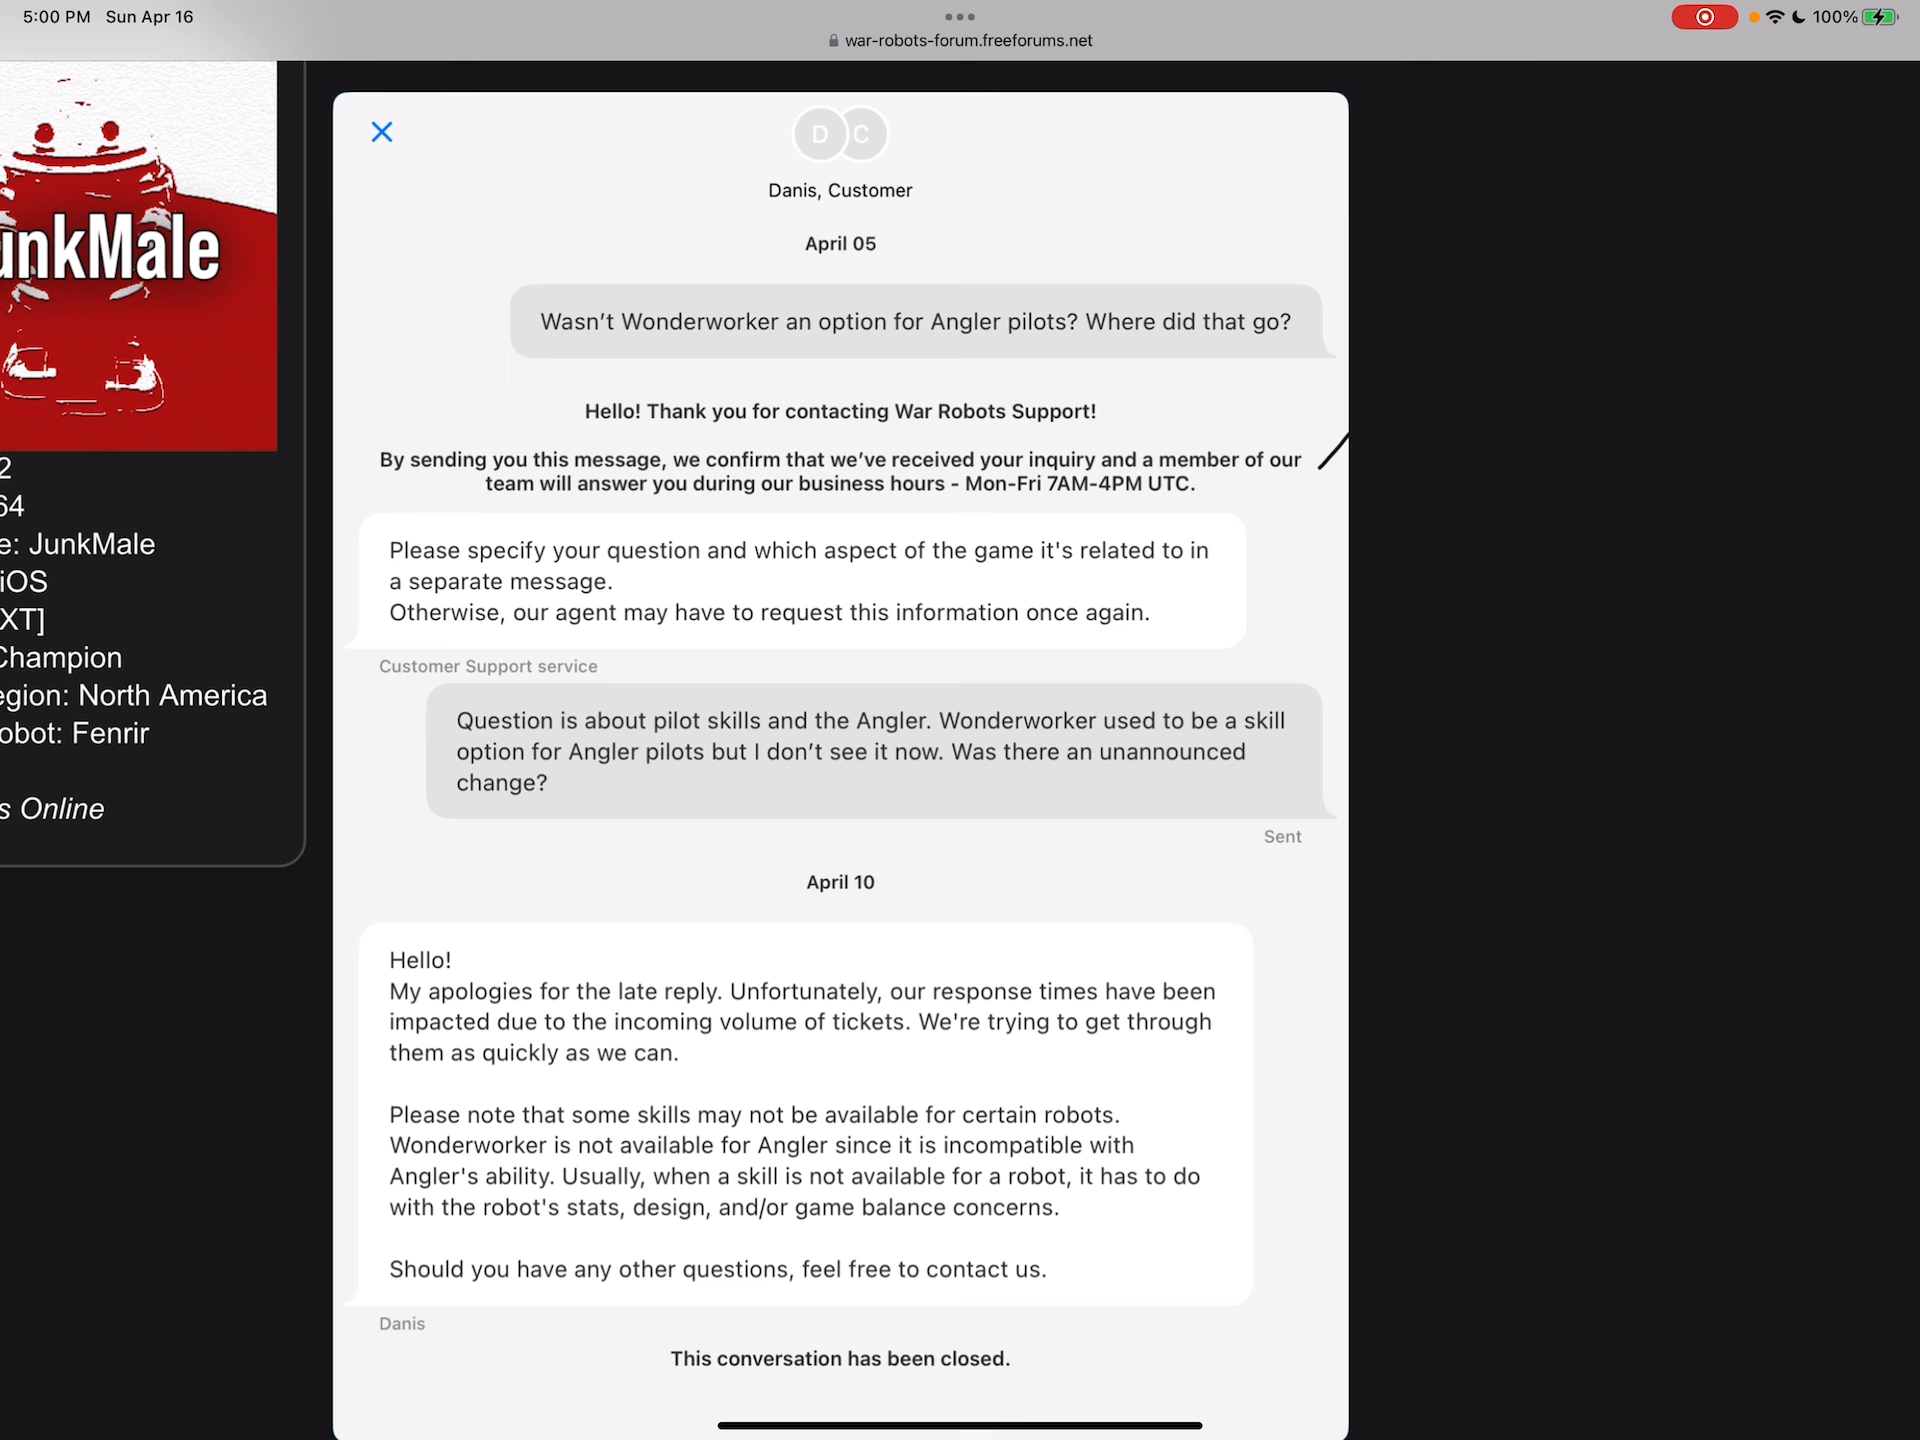 5:00 PM Sun Apr 16
100%
war-robots-forum.freeforums.net
unkMale
2
64
e: JunkMale
iOS
XT]
Champion
egion: North America
obot: Fenrir
s Online
D C
Danis, Customer
April 05
Wasn’t Wonderworker an option for Angler pilots? Where did that go?
Hello! Thank you for contacting War Robots Support!
By sending you this message, we confirm that we’ve received your inquiry and a member of our
team will answer you during our business hours - Mon-Fri 7AM-4PM UTC.
Please specify your question and which aspect of the game it's related to in
a separate message.
Otherwise, our agent may have to request this information once again.
Customer Support service
Question is about pilot skills and the Angler. Wonderworker used to be a skill
option for Angler pilots but I don’t see it now. Was there an unannounced
change?
Sent
April 10
Hello!
My apologies for the late reply. Unfortunately, our response times have been
impacted due to the incoming volume of tickets. We're trying to get through
them as quickly as we can.
Please note that some skills may not be available for certain robots.
Wonderworker is not available for Angler since it is incompatible with
Angler's ability. Usually, when a skill is not available for a robot, it has to do
with the robot's stats, design, and/or game balance concerns.
Should you have any other questions, feel free to contact us.
Danis
This conversation has been closed.